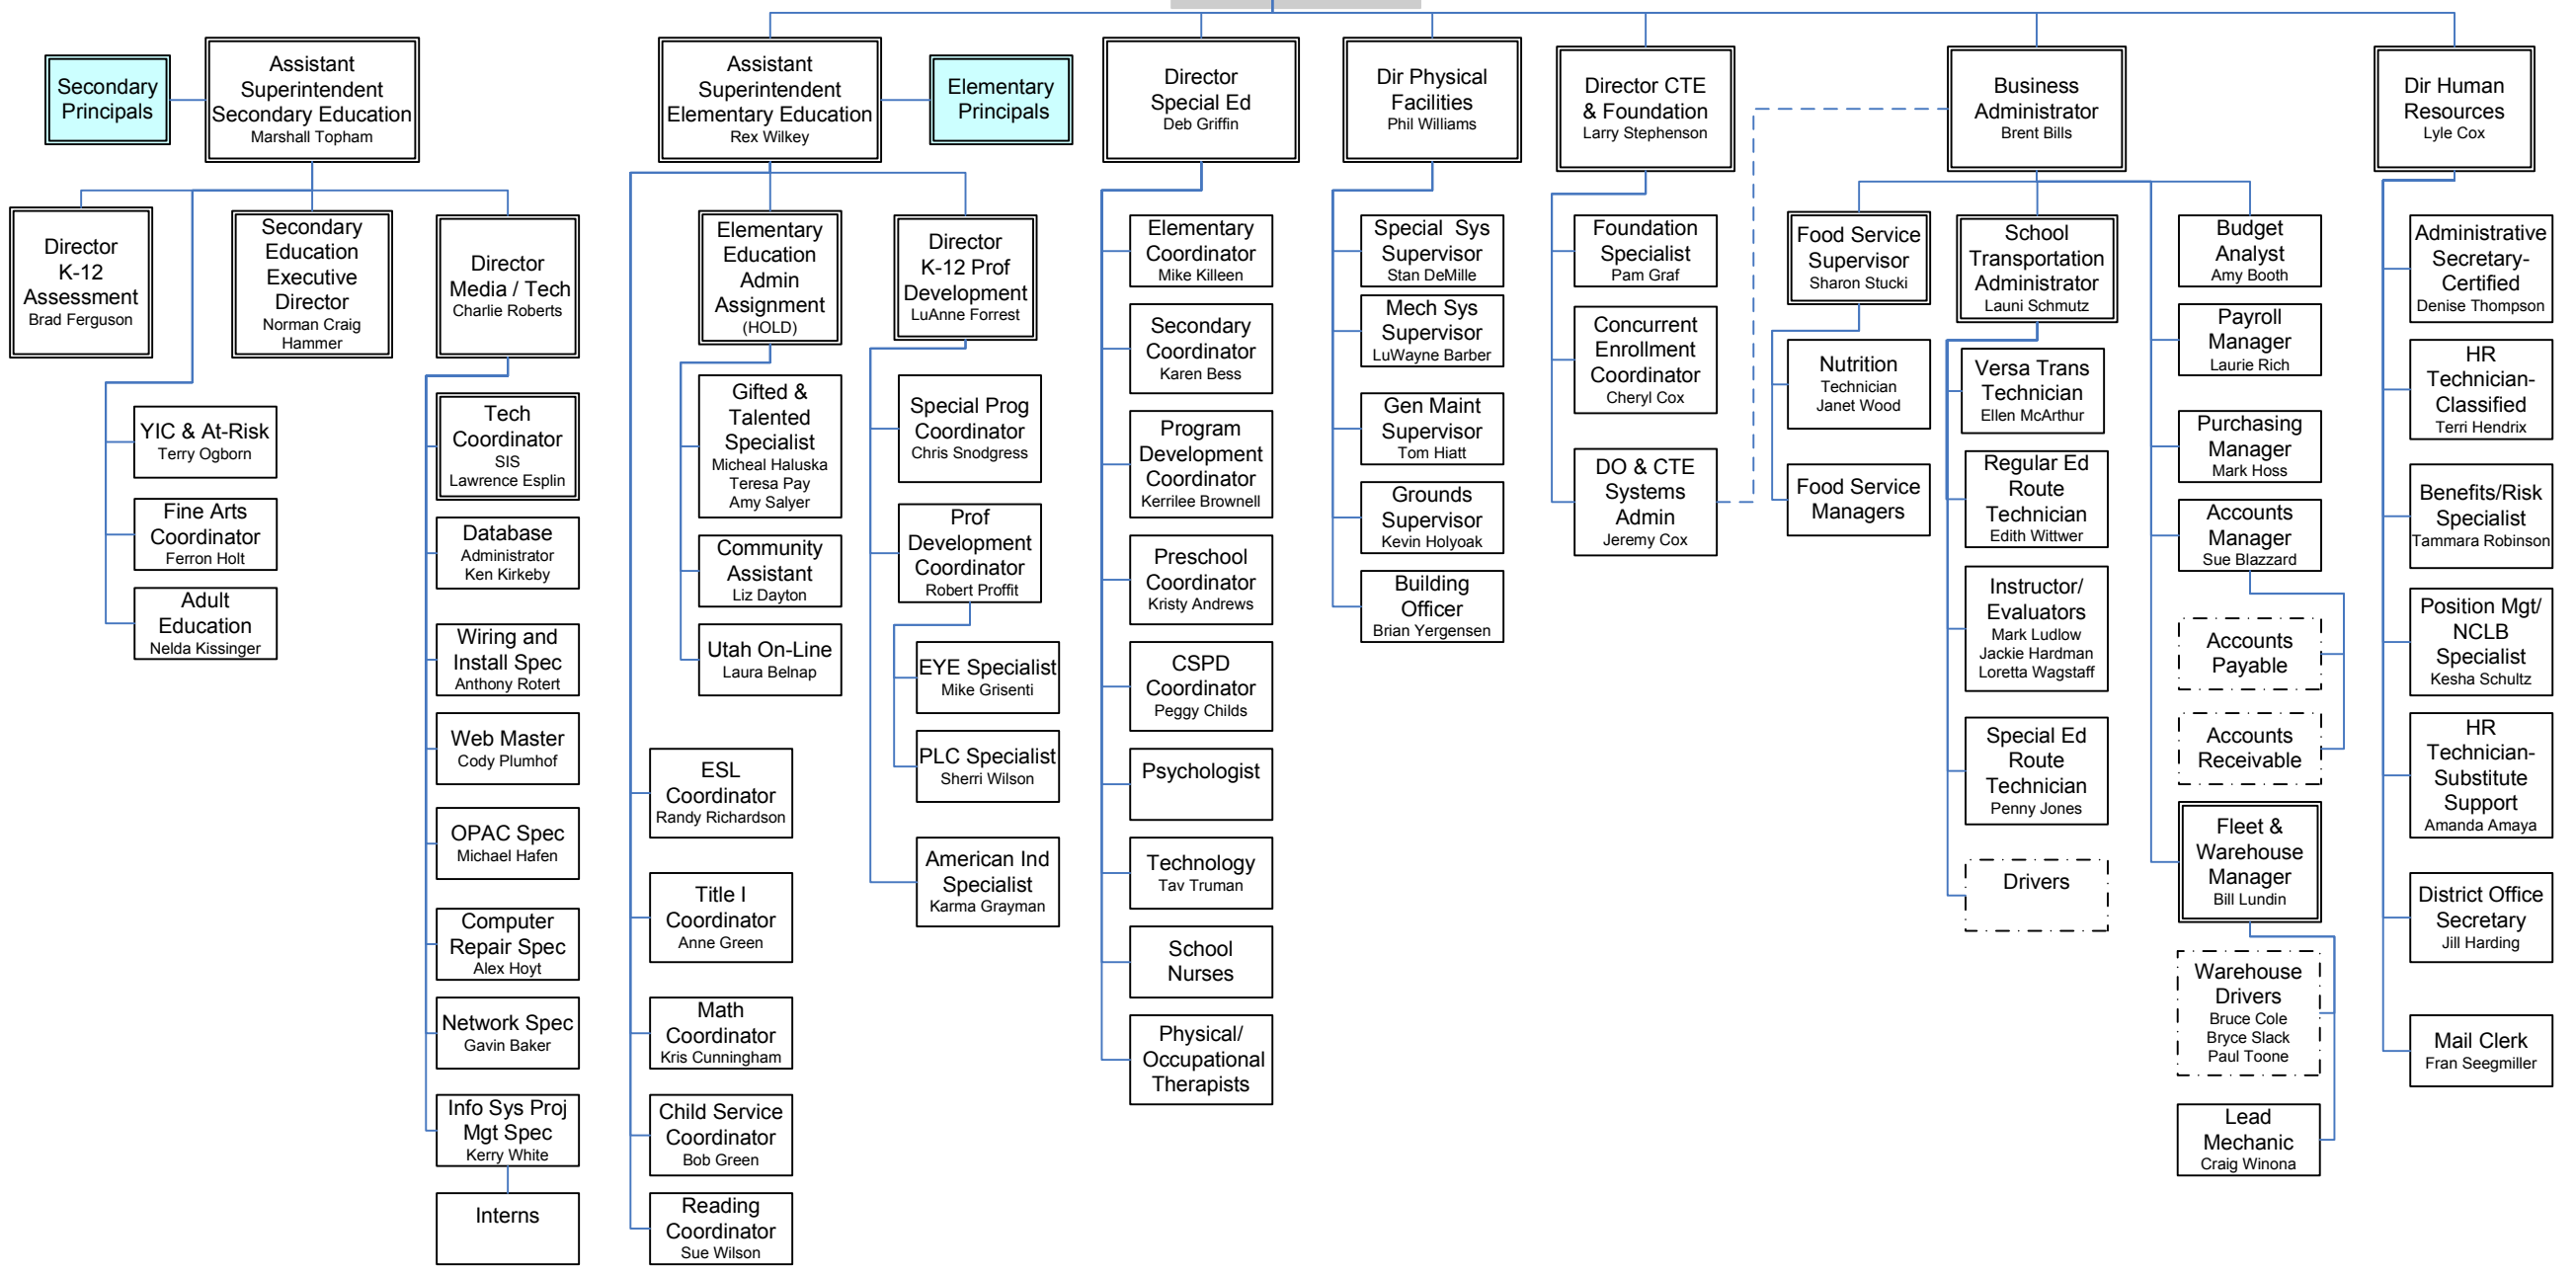 Secondary
Principals
Assistant
Superintendent
Secondary Education
Marshall Topham
Assistant
Superintendent
Elementary Education
Rex Wilkey
Elementary
Principals
Director
Special Ed
Deb Griffin
Dir Physical
Facilities
Phil Williams
Director CTE
& Foundation
Larry Stephenson
Business
Administrator
Brent Bills
Dir Human
Resources
Lyle Cox
Director
K-12
Assessment
Brad Ferguson
Secondary
Education
Executive
Director
Norman Craig
Hammer
Director
Media / Tech
Charlie Roberts
YIC & At-Risk
Terry Ogborn
Fine Arts
Coordinator
Ferron Holt
Adult
Education
Nelda Kissinger
Tech
Coordinator
SIS
Lawrence Esplin
Database
Administrator
Ken Kirkeby
Wiring and
Install Spec
Anthony Rotert
Web Master
Cody Plumhof
OPAC Spec
Michael Hafen
Computer
Repair Spec
Alex Hoyt
Network Spec
Gavin Baker
Info Sys Proj
Mgt Spec
Kerry White
Interns
Elementary
Education
Admin
Assignment
(HOLD)
Gifted &
Talented
Specialist
Micheal Haluska
Teresa Pay
Amy Salyer
Community
Assistant
Liz Dayton
Utah On-Line
Laura Belnap
ESL
Coordinator
Randy Richardson
Title I
Coordinator
Anne Green
Math
Coordinator
Kris Cunningham
Child Service
Coordinator
Bob Green
Reading
Coordinator
Sue Wilson
Director
K-12 Prof
Development
LuAnne Forrest
Special Prog
Coordinator
Chris Snodgress
Prof
Development
Coordinator
Robert Proffit
EYE Specialist
Mike Grisenti
PLC Specialist
Sherri Wilson
American Ind
Specialist
Karma Grayman
Elementary
Coordinator
Mike Killeen
Secondary
Coordinator
Karen Bess
Program
Development
Coordinator
Kerrilee Brownell
Preschool
Coordinator
Kristy Andrews
CSPD
Coordinator
Peggy Childs
Psychologist
Technology
Tav Truman
School
Nurses
Physical/
Occupational
Therapists
Special Sys
Supervisor
Stan DeMille
Mech Sys
Supervisor
LuWayne Barber
Gen Maint
Supervisor
Tom Hiatt
Grounds
Supervisor
Kevin Holyoak
Building
Officer
Brian Yergensen
Foundation
Specialist
Pam Graf
Concurrent
Enrollment
Coordinator
Cheryl Cox
DO & CTE
Systems
Admin
Jeremy Cox
Food Service
Supervisor
Sharon Stucki
Nutrition
Technician
Janet Wood
Food Service
Managers
School
Transportation
Administrator
Launi Schmutz
Versa Trans
Technician
Ellen McArthur
Regular Ed
Route
Technician
Edith Wittwer
Instructor/
Evaluators
Mark Ludlow
Jackie Hardman
Loretta Wagstaff
Special Ed
Route
Technician
Penny Jones
Drivers
Budget
Analyst
Amy Booth
Payroll
Manager
Laurie Rich
Purchasing
Manager
Mark Hoss
Accounts
Manager
Sue Blazzard
Accounts
Payable
Accounts
Receivable
Fleet &
Warehouse
Manager
Bill Lundin
Warehouse
Drivers
Bruce Cole
Bryce Slack
Paul Toone
Lead
Mechanic
Craig Winona
Administrative
Secretary-
Certified
Denise Thompson
HR
Technician-
Classified
Terri Hendrix
Benefits/Risk
Specialist
Tammara Robinson
Position Mgt/
NCLB
Specialist
Kesha Schultz
HR
Technician-
Substitute
Support
Amanda Amaya
District Office
Secretary
Jill Harding
Mail Clerk
Fran Seegmiller